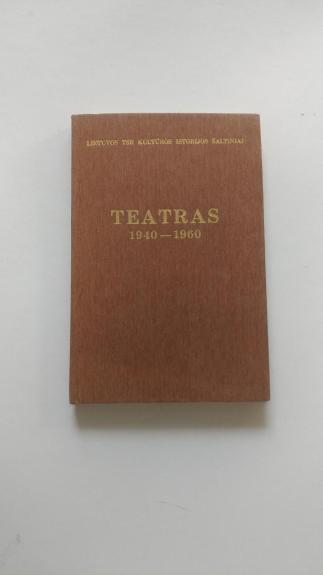 LIETUVOS TSR KULTŪROS ISTORIJOS ŠALTINIAI
TEATRAS
1940—1960